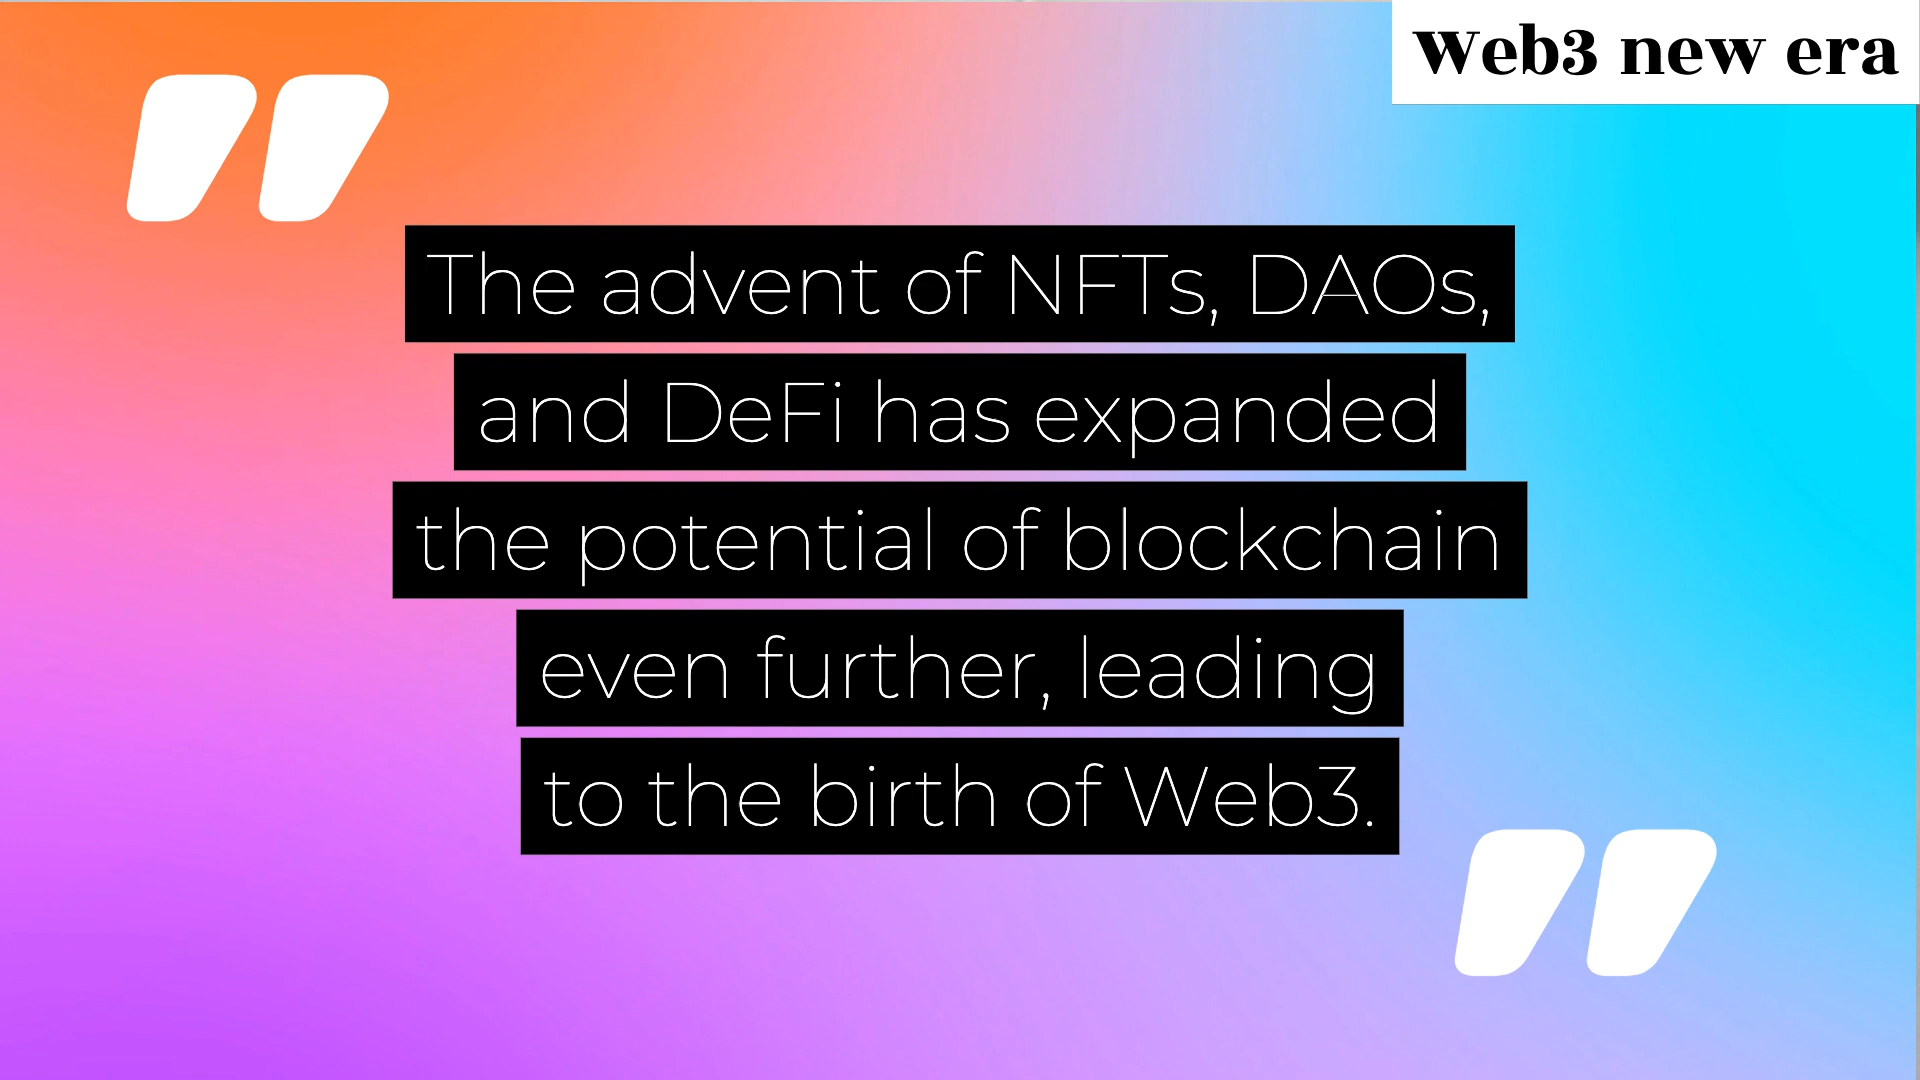 Web3 new era
"
The advent of NFTs, DAOs,
and DeFi has expanded
the potential of blockchain
even further, leading
to the birth of Web3.
"